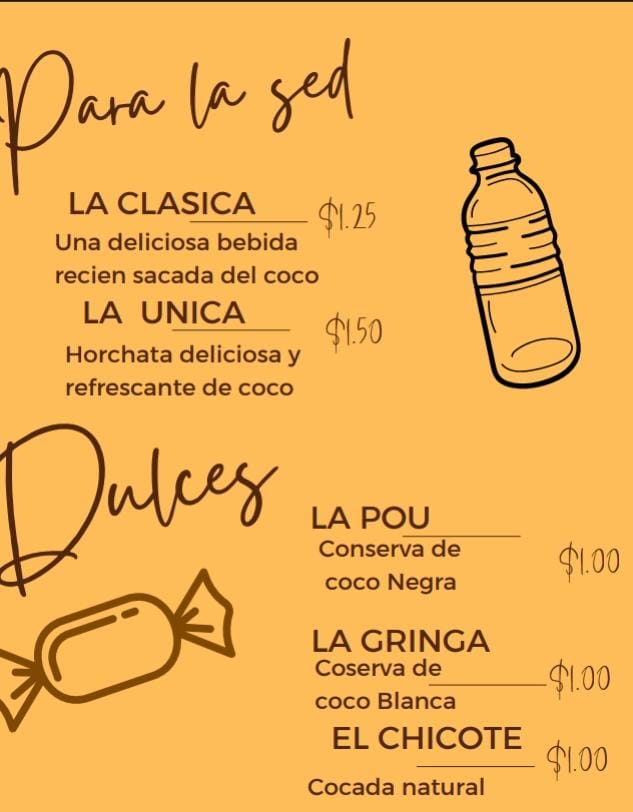 Para la sed
LA CLASICA
$1.25
Una deliciosa bebida
recien sacada del coco
LA UNICA
$1.50
Horchata deliciosa y
refrescante de coco
Dulces
LA POU
Conserva de
coco Negra
$1.00
LA GRINGA
Coserva de
coco Blanca
$1.00
EL CHICOTE
$1.00
Cocada natural